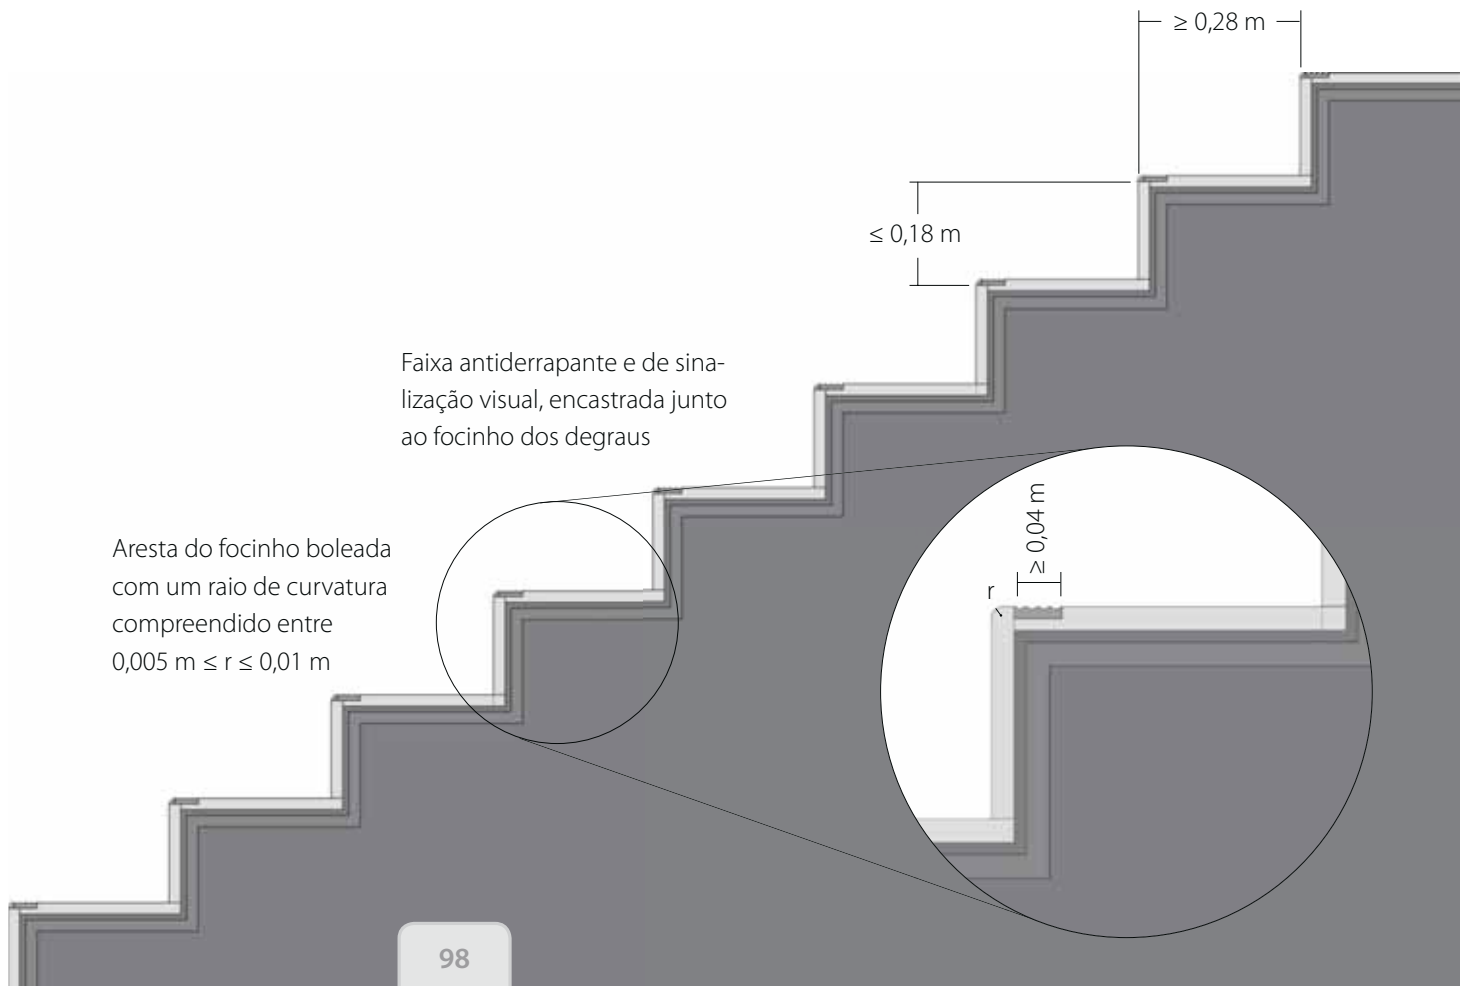 ≥ 0,28 m
≤ 0,18 m
Faixa antiderrapante e de sina-
lização visual, encastrada junto
ao focinho dos degraus
Aresta do focinho boleada
com um raio de curvatura
compreendido entre
0,005 m ≤ r ≤ 0,01 m
≥ 0,04 m
r
98